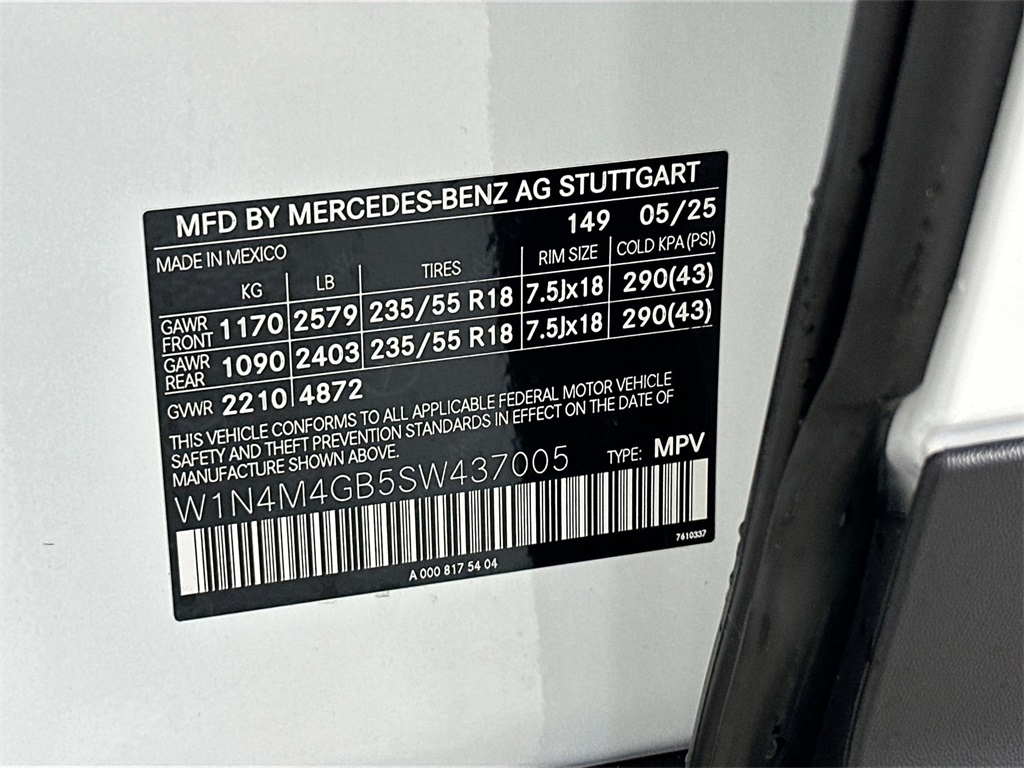 MFD BY MERCEDES-BENZ AG STUTTGART
149 05/25
MADE IN MEXICO
KG LB TIRES RIM SIZE COLD KPA (PSI)
GAWR FRONT 1170 2579 235/55 R18 7.5Jx18 290(43)
GAWR REAR 1090 2403 235/55 R18 7.5Jx18 290(43)
GVWR 2210 4872
THIS VEHICLE CONFORMS TO ALL APPLICABLE FEDERAL MOTOR VEHICLE
SAFETY AND THEFT PREVENTION STANDARDS IN EFFECT ON THE DATE OF
MANUFACTURE SHOWN ABOVE.
W1N4M4GB5SW437005 TYPE: MPV
7610337
A 000 817 54 04